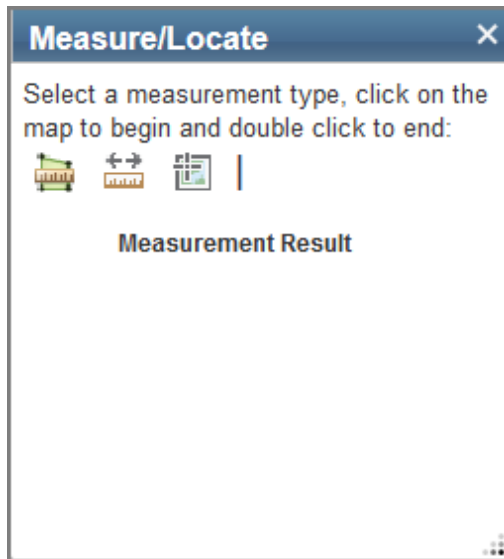 Measure/Locate
Select a measurement type, click on the
map to begin and double click to end:
Measurement Result